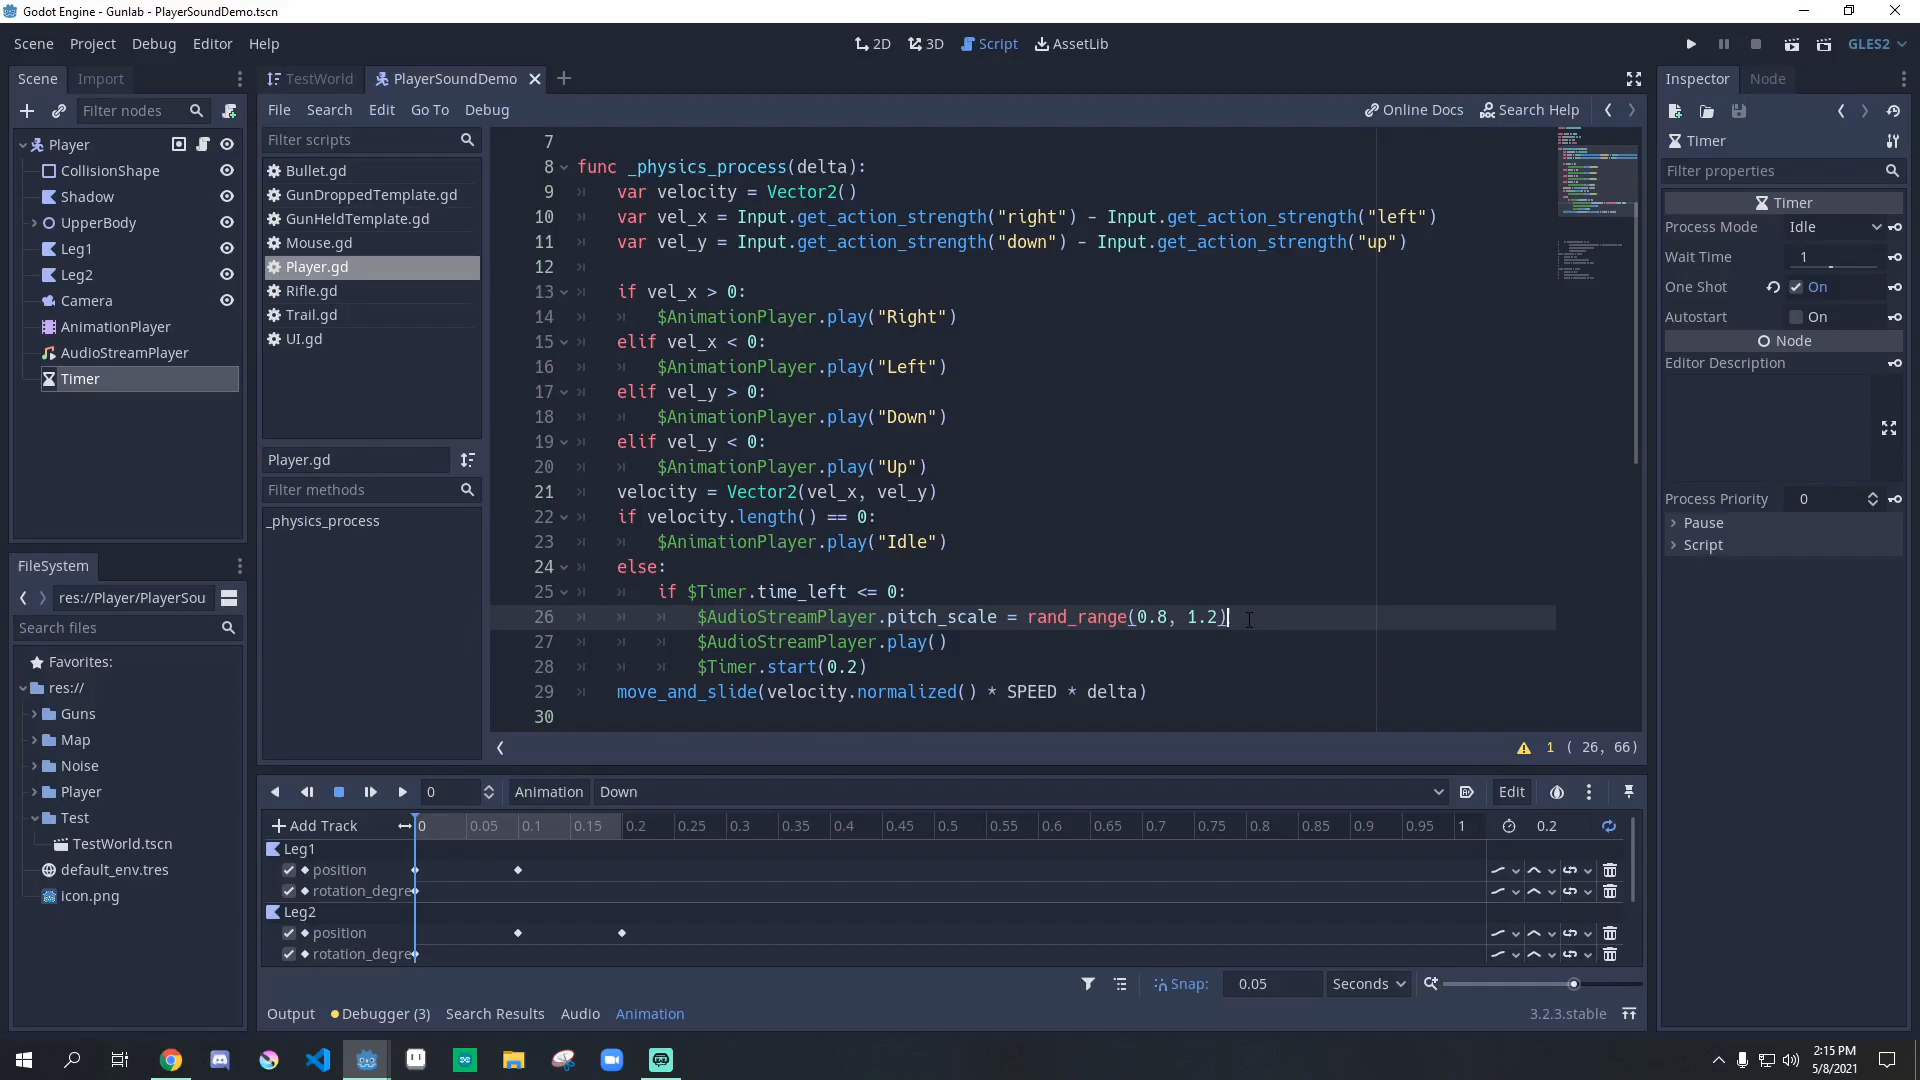 Godot Engine - Gunlab - PlayerSoundDemo.tscn
Scene Project Debug Editor Help
2D 3D Script AssetLib
GLES2
Scene Import
Filter nodes
Player
CollisionShape
Shadow
UpperBody
Leg1
Leg2
Camera
AnimationPlayer
AudioStreamPlayer
Timer
FileSystem
res://Player/PlayerSou
Search files
Favorites:
res://
Guns
Map
Noise
Player
Test
TestWorld.tscn
default_env.tres
icon.png
TestWorld PlayerSoundDemo
File Search Edit Go To Debug
Online Docs Search Help
Filter scripts
Bullet.gd
GunDroppedTemplate.gd
GunHeldTemplate.gd
Mouse.gd
Player.gd
Rifle.gd
Trail.gd
UI.gd
Player.gd
Filter methods
_physics_process
7
8 func _physics_process(delta):
9 var velocity = Vector2()
10 var vel_x = Input.get_action_strength("right") - Input.get_action_strength("left")
11 var vel_y = Input.get_action_strength("down") - Input.get_action_strength("up")
12
13 if vel_x > 0:
14 $AnimationPlayer.play("Right")
15 elif vel_x < 0:
16 $AnimationPlayer.play("Left")
17 elif vel_y > 0:
18 $AnimationPlayer.play("Down")
19 elif vel_y < 0:
20 $AnimationPlayer.play("Up")
21 velocity = Vector2(vel_x, vel_y)
22 if velocity.length() == 0:
23 $AnimationPlayer.play("Idle")
24 else:
25 if $Timer.time_left <= 0:
26 $AudioStreamPlayer.pitch_scale = rand_range(0.8, 1.2)
27 $AudioStreamPlayer.play()
28 $Timer.start(0.2)
29 move_and_slide(velocity.normalized() * SPEED * delta)
30
1 ( 26, 66)
0 Animation Down Edit
Add Track 0 0.05 0.1 0.15 0.2 0.25 0.3 0.35 0.4 0.45 0.5 0.55 0.6 0.65 0.7 0.75 0.8 0.85 0.9 0.95 1 0.2
Leg1
position
rotation_degre
Leg2
position
rotation_degre
Snap: 0.05 Seconds
Output Debugger (3) Search Results Audio Animation 3.2.3.stable
Inspector Node
Timer
Filter properties
Timer
Process Mode Idle
Wait Time 1
One Shot On
Autostart On
Node
Editor Description
Process Priority 0
Pause
Script
2:15 PM
5/8/2021